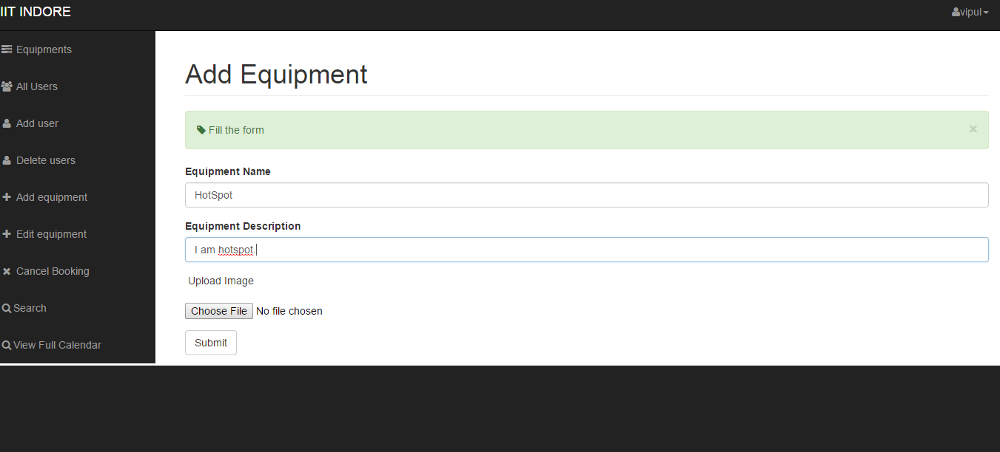 IIT INDORE
vipul
Equipments
All Users
Add user
Delete users
Add equipment
Edit equipment
Cancel Booking
Search
View Full Calendar
Add Equipment
Fill the form
×
Equipment Name
HotSpot
Equipment Description
I am hotspot.
Upload Image
Choose File No file chosen
Submit